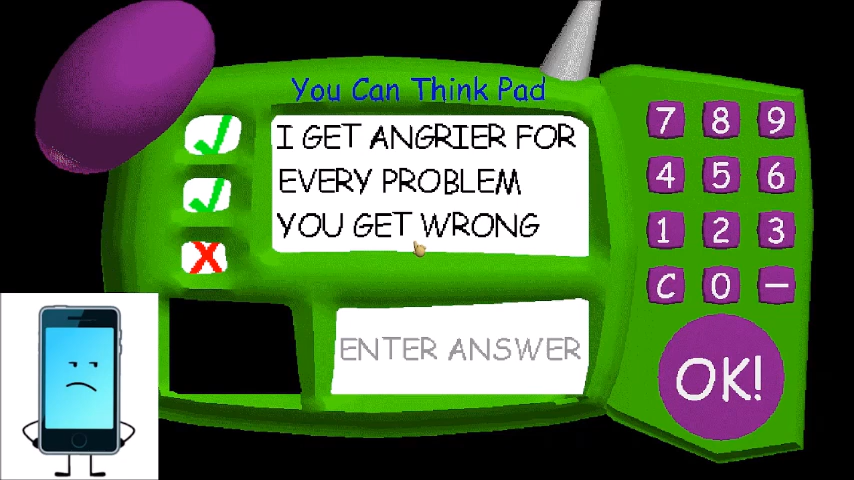 You Can Think Pad
I GET ANGRIER FOR
EVERY PROBLEM
YOU GET WRONG
ENTER ANSWER
7 8 9
4 5 6
1 2 3
C 0 −
OK!